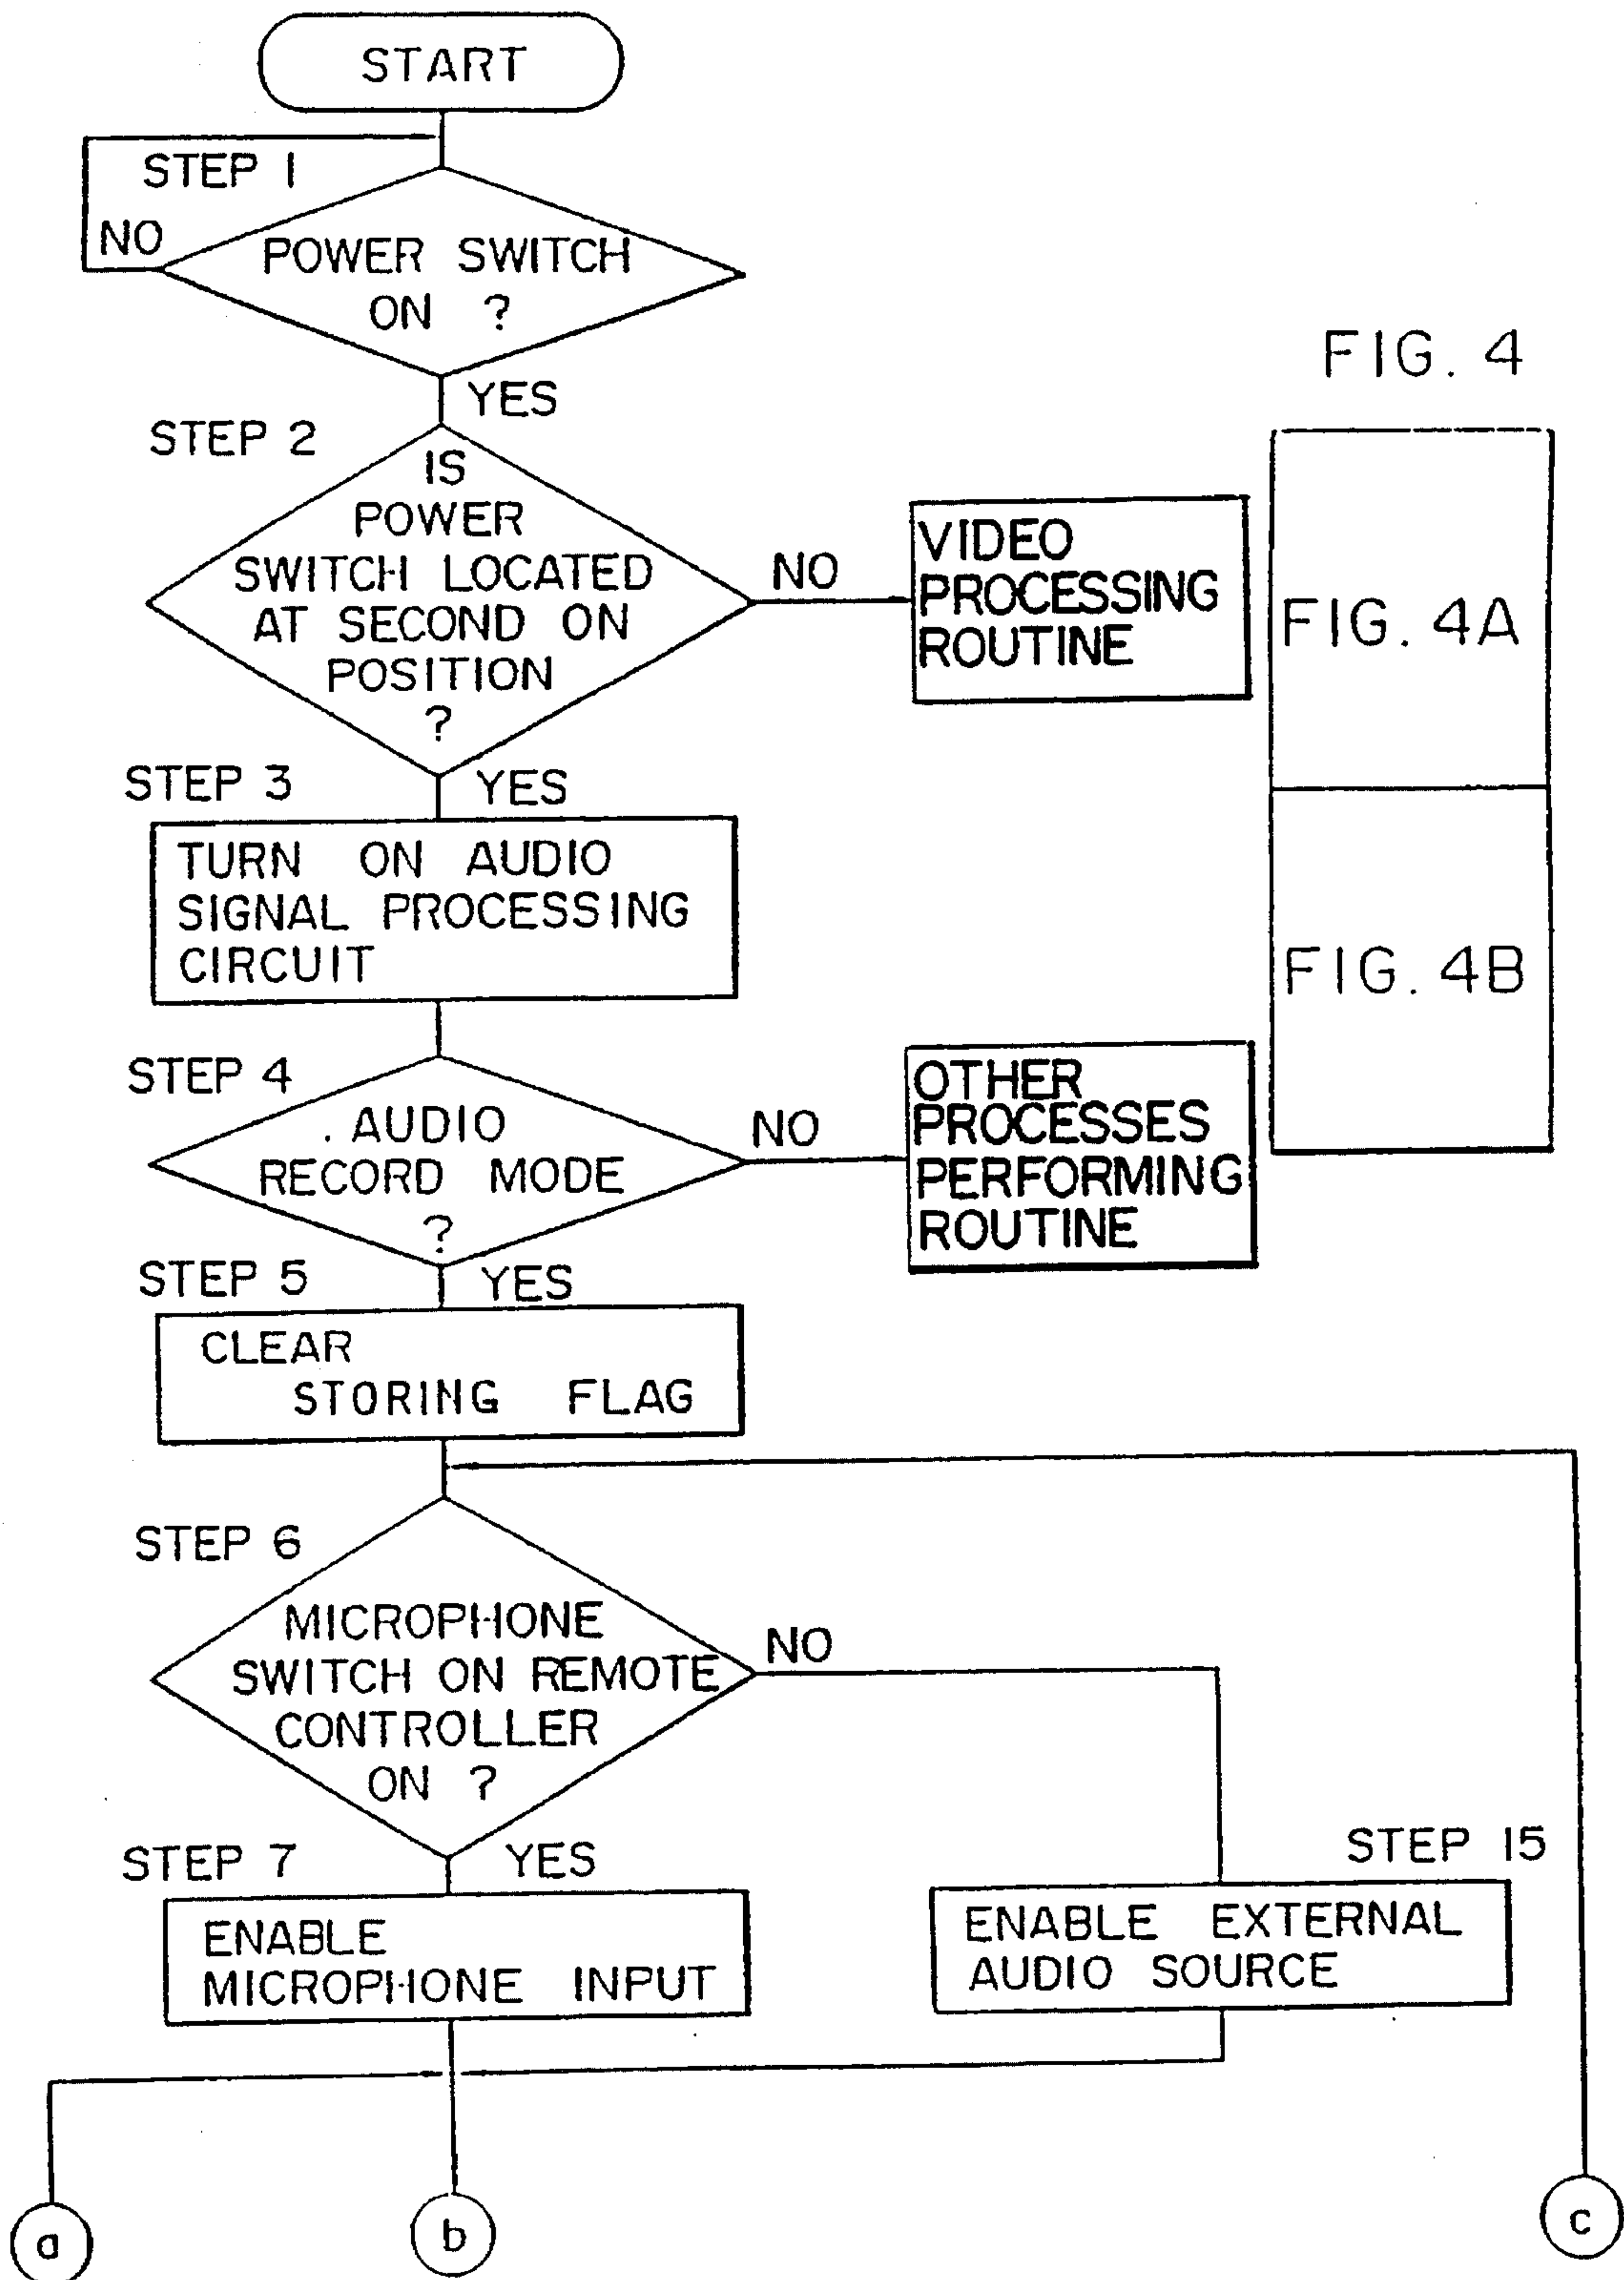 START
STEP 1
NO
POWER SWITCH
ON ?
YES
STEP 2
IS
POWER
SWITCH LOCATED
AT SECOND ON
POSITION
?
NO
VIDEO
PROCESSING
ROUTINE
YES
STEP 3
TURN ON AUDIO
SIGNAL PROCESSING
CIRCUIT
STEP 4
AUDIO
RECORD MODE
?
NO
OTHER
PROCESSES
PERFORMING
ROUTINE
YES
STEP 5
CLEAR
STORING FLAG
STEP 6
MICROPHONE
SWITCH ON REMOTE
CONTROLLER
ON ?
NO
YES
STEP 7
ENABLE
MICROPHONE INPUT
STEP 15
ENABLE EXTERNAL
AUDIO SOURCE
a
b
c
FIG. 4
FIG. 4A
FIG. 4B